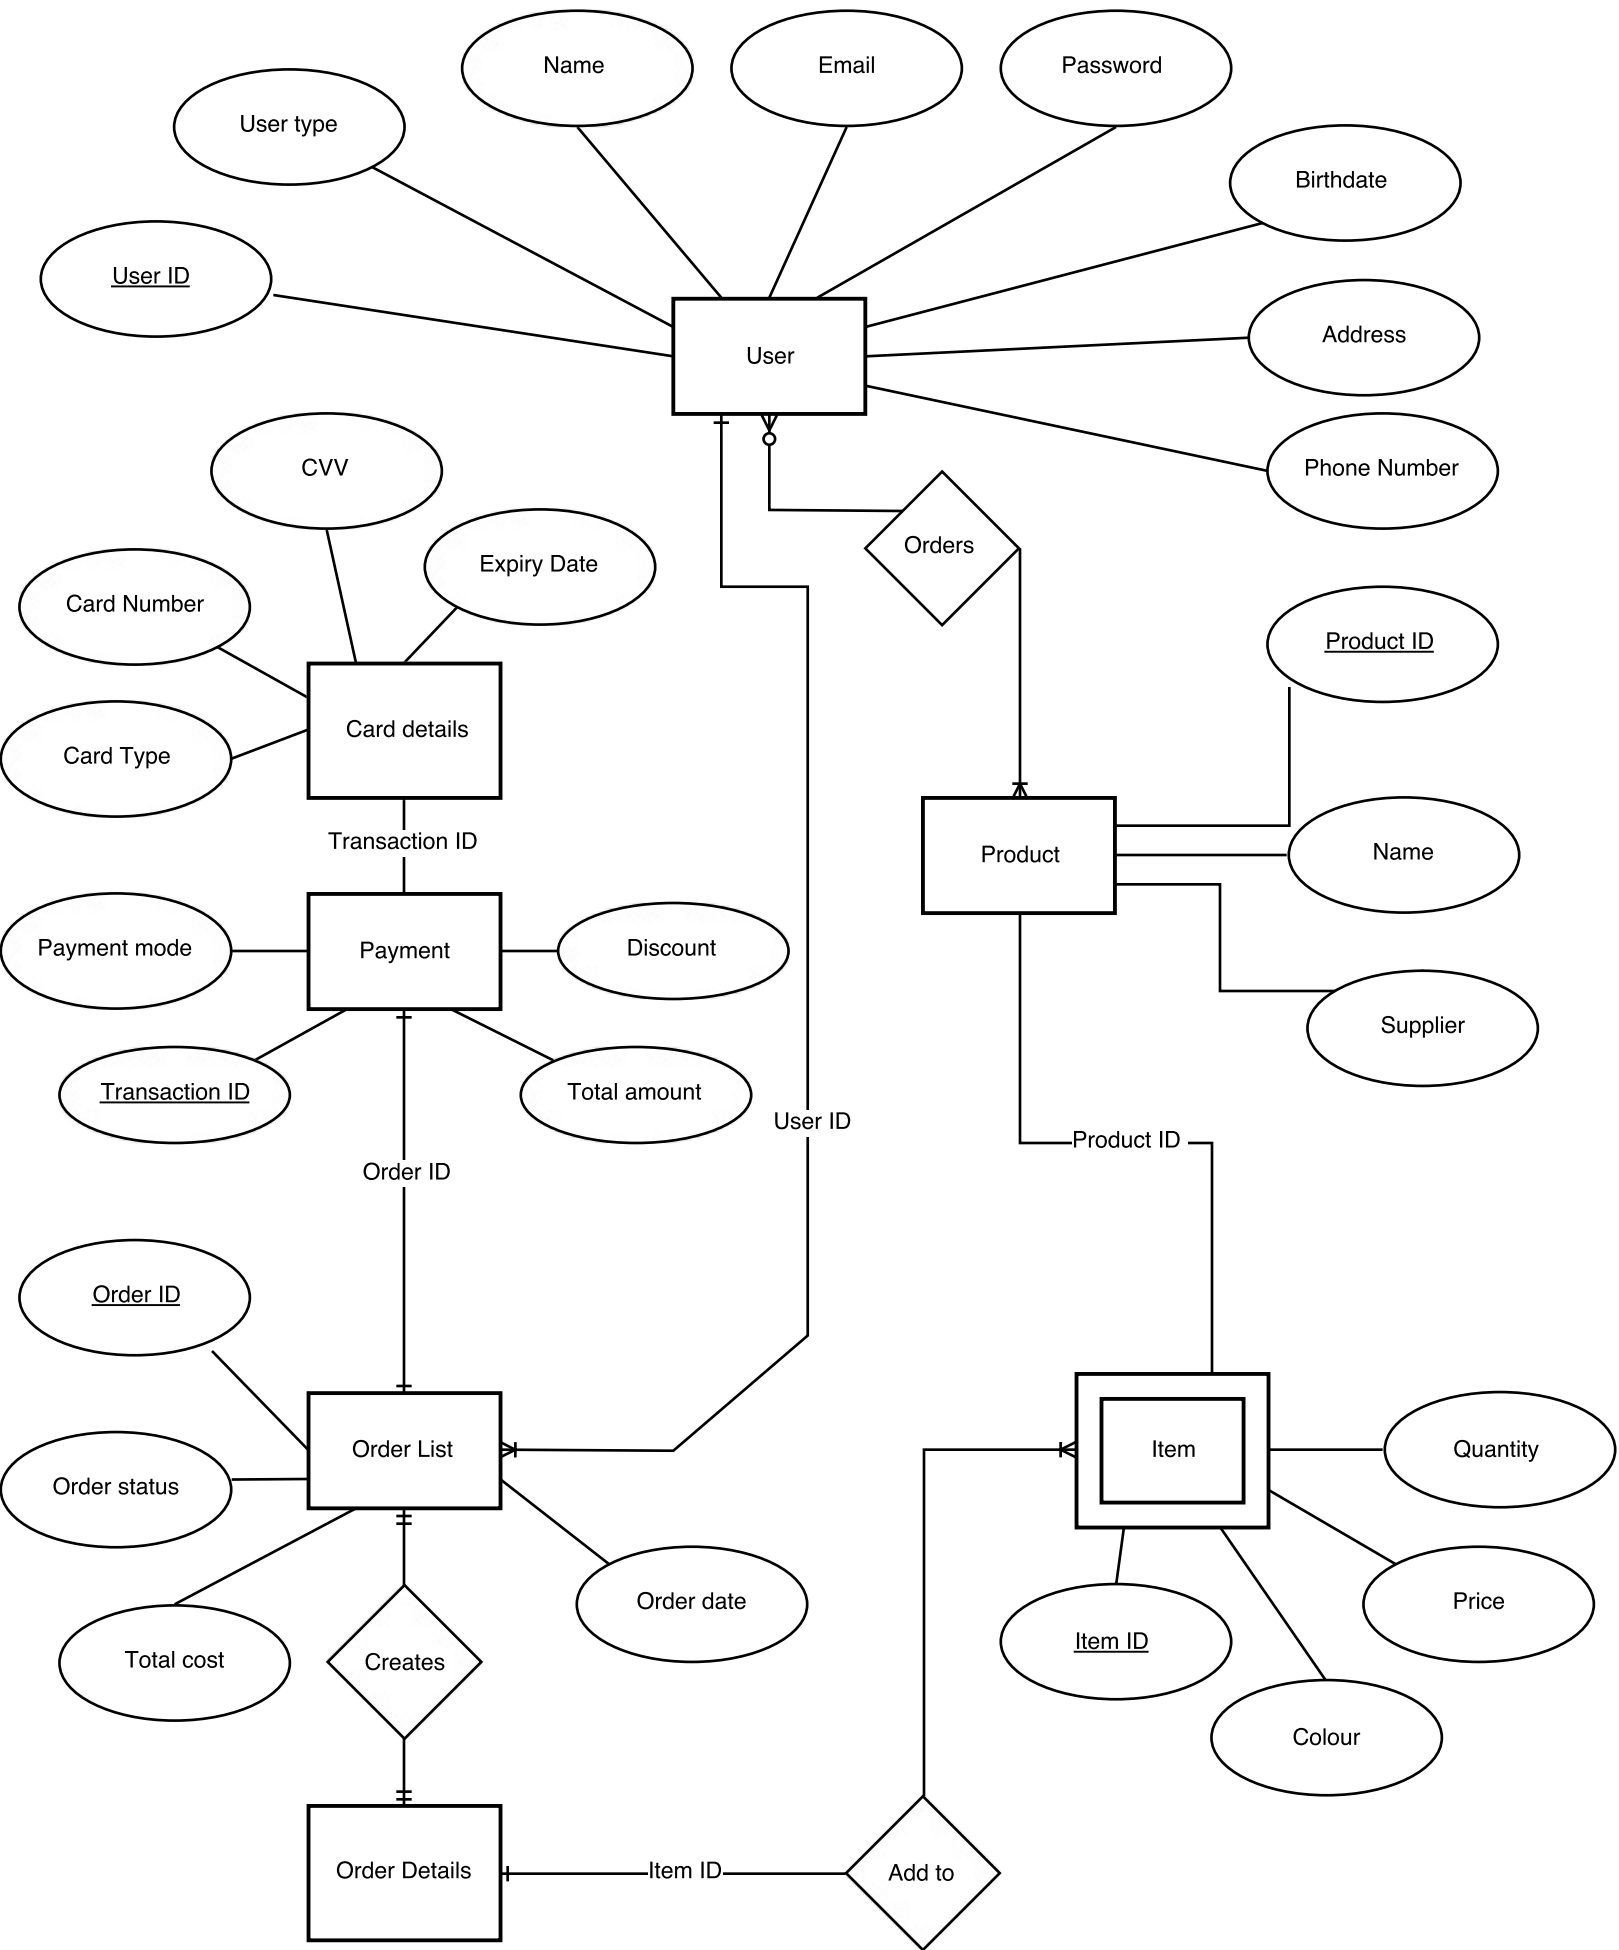 Name
Email
Password
User type
Birthdate
User ID
Address
User
CVV
Phone Number
Expiry Date
Orders
Card Number
Product ID
Card details
Card Type
Transaction ID
Product
Name
Payment mode
Payment
Discount
Supplier
Transaction ID
Total amount
User ID
Product ID
Order ID
Order ID
Order List
Item
Quantity
Order status
Order date
Price
Item ID
Total cost
Creates
Colour
Order Details
Item ID
Add to